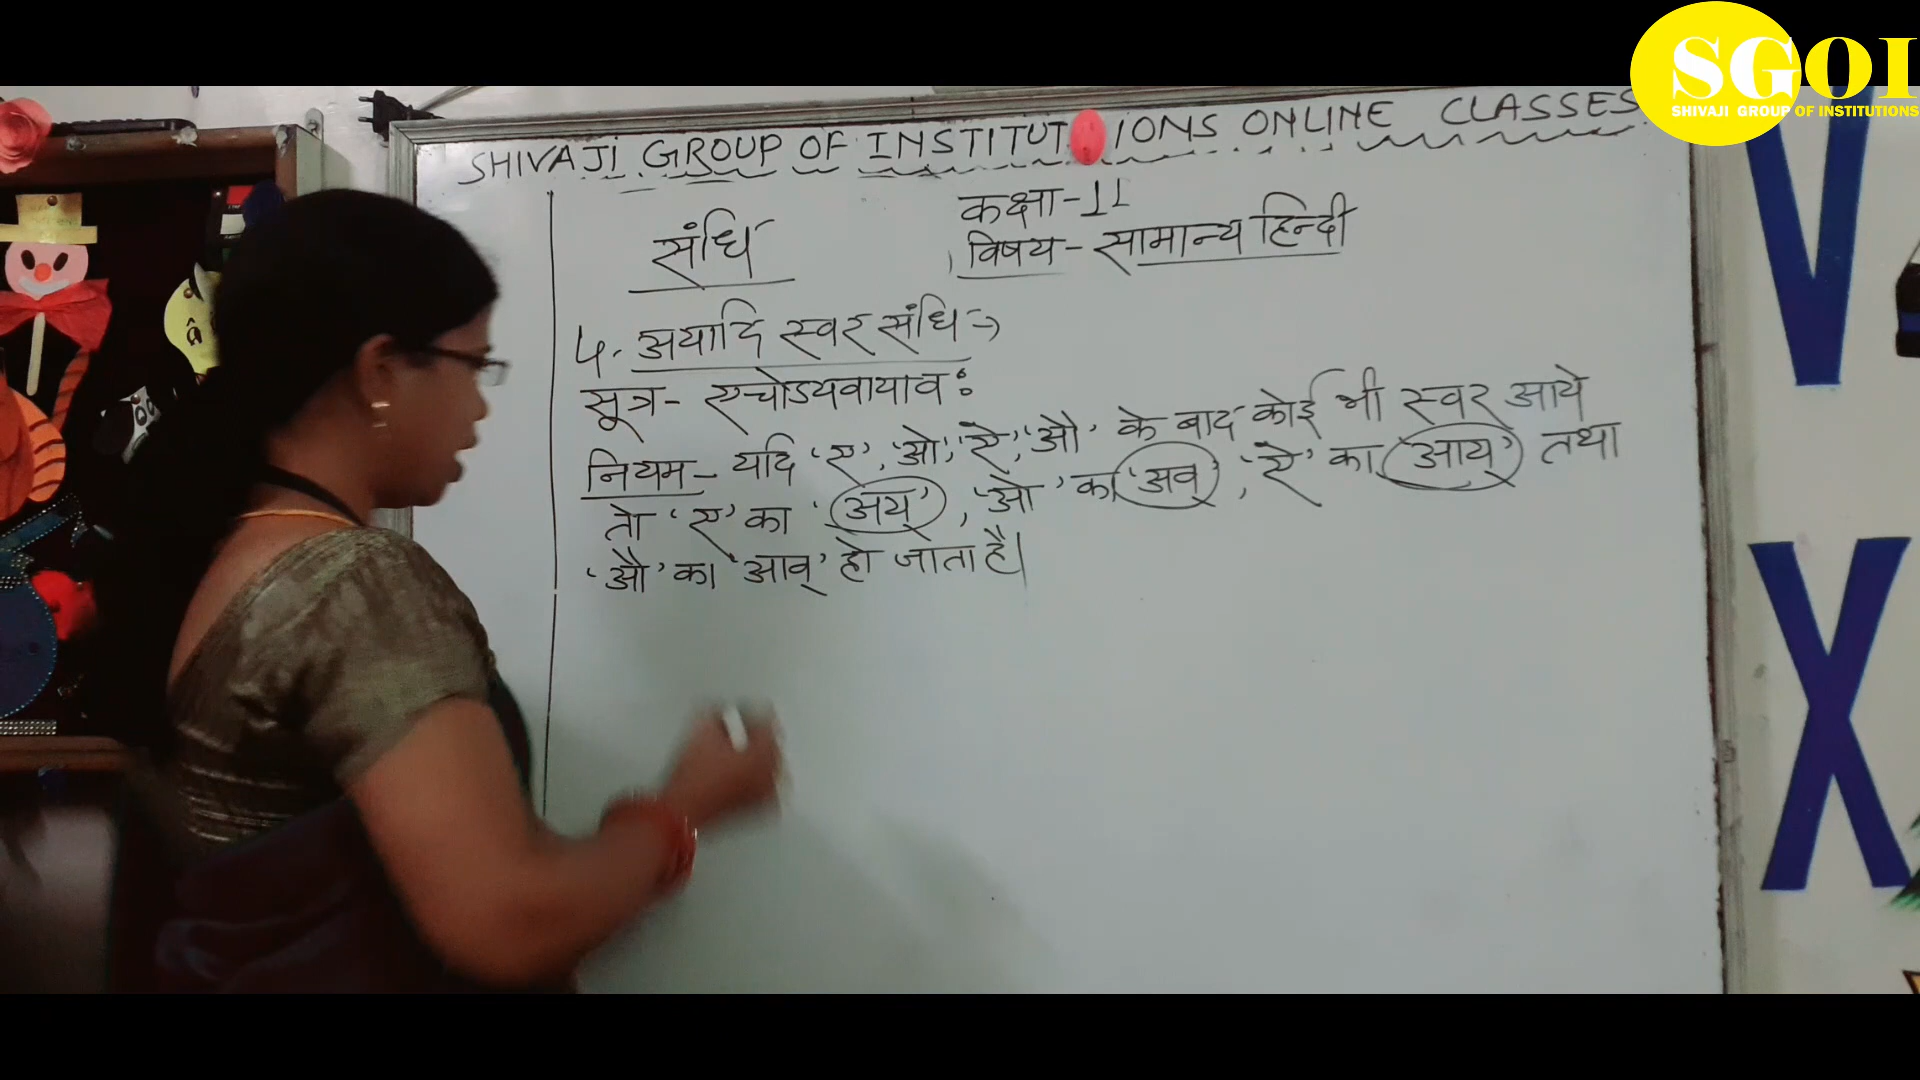 SGOI
SHIVAJI GROUP OF INSTITUTIONS
SHIVAJI GROUP OF INSTITUTIONS ONLINE CLASSES
कक्षा-11
संधि
विषय- सामान्य हिन्दी
4. अयादि स्वर संधि→
सूत्र- एचोऽयवायाव:
नियम- यदि 'ए', 'ओ', 'ऐ', 'औ' के बाद कोई भी स्वर आये
तो 'ए' का 'अय्', 'ओ' का 'अव्', 'ऐ' का 'आय्' तथा
'औ' का 'आव्' हो जाता है।
V
X